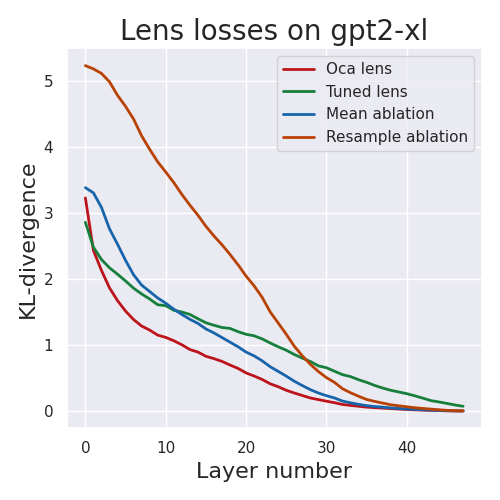 Lens losses on gpt2-xl
Oca lens
Tuned lens
Mean ablation
Resample ablation
KL-divergence
5
4
3
2
1
0
0 10 20 30 40
Layer number